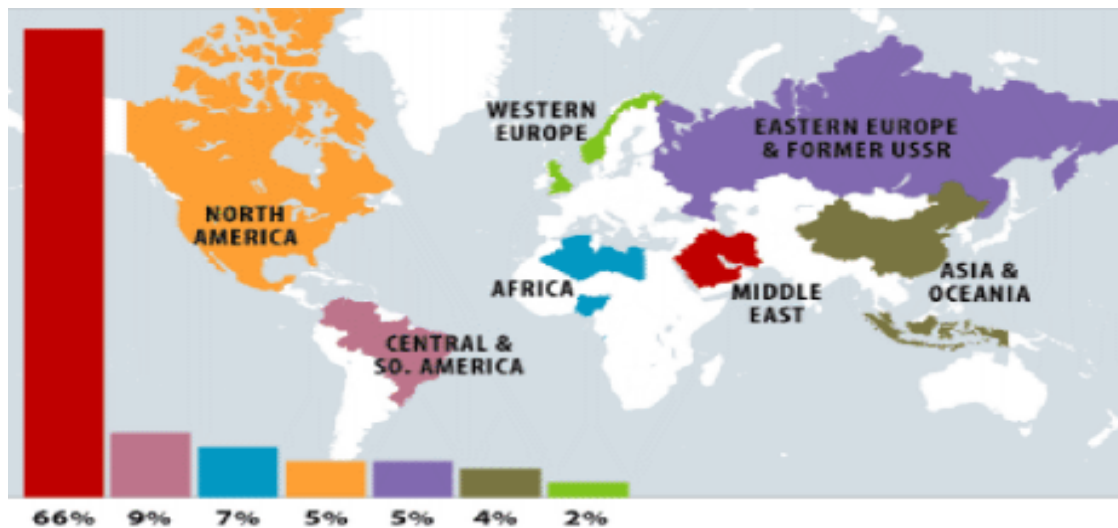 WESTERN
EUROPE
EASTERN EUROPE
& FORMER USSR
NORTH
AMERICA
AFRICA
MIDDLE
EAST
ASIA &
OCEANIA
CENTRAL &
SO. AMERICA
66% 9% 7% 5% 5% 4% 2%